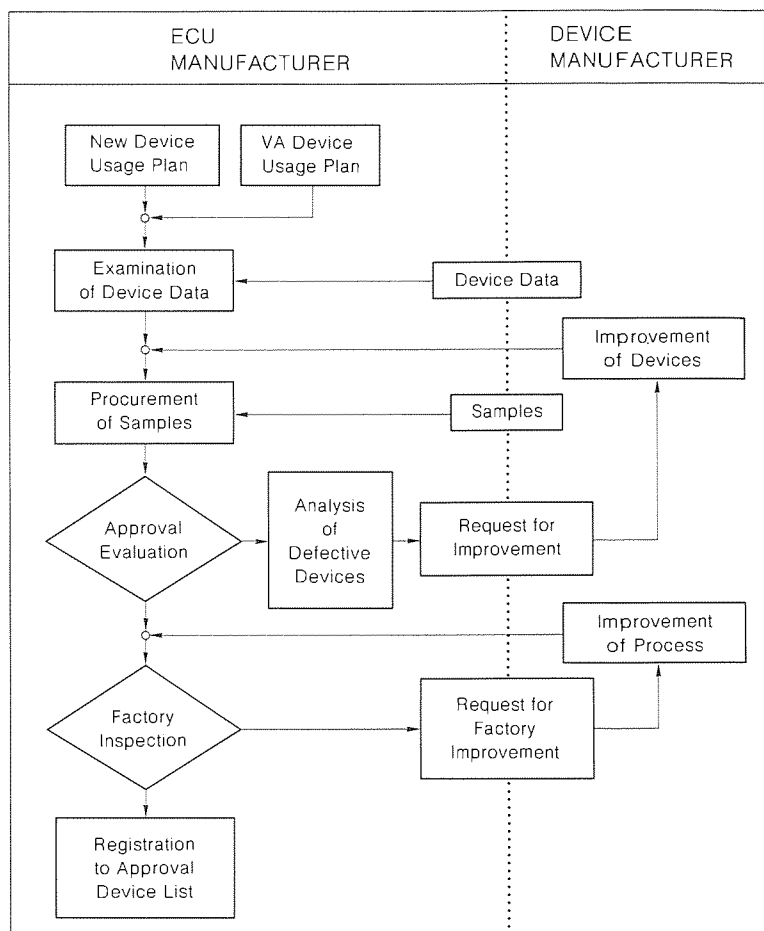 ECU
MANUFACTURER
DEVICE
MANUFACTURER
New Device
Usage Plan
VA Device
Usage Plan
Examination
of Device Data
Device Data
Improvement
of Devices
Procurement
of Samples
Samples
Approval
Evaluation
Analysis
of
Defective
Devices
Request for
Improvement
Improvement
of Process
Factory
Inspection
Request for
Factory
Improvement
Registration
to Approval
Device List